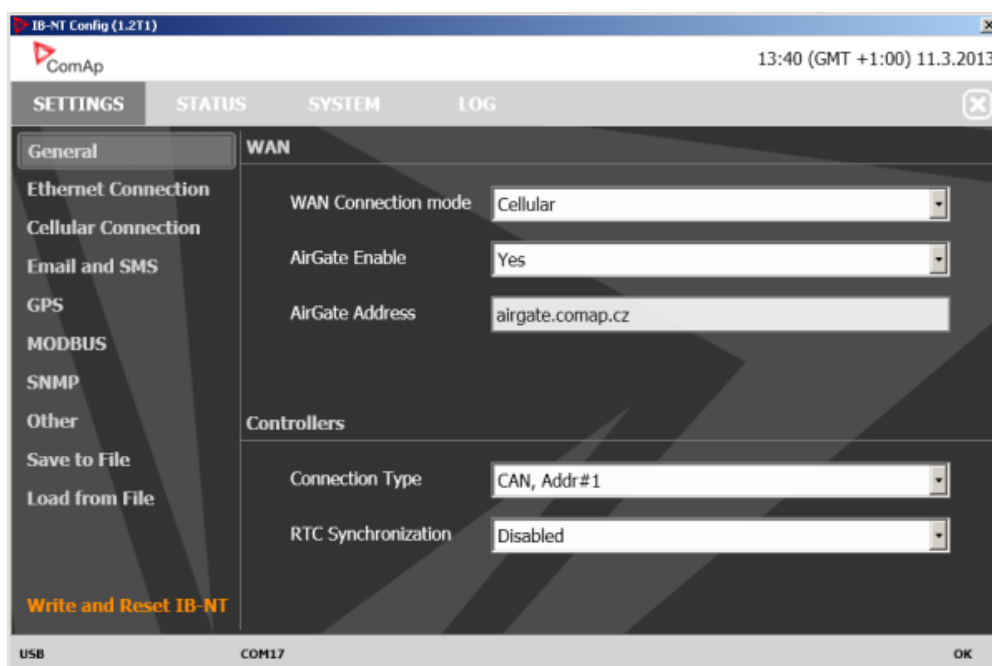 IB-NT Config (1.2T1)
ComAp
13:40 (GMT +1:00) 11.3.2013
SETTINGS STATUS SYSTEM LOG
General
Ethernet Connection
Cellular Connection
Email and SMS
GPS
MODBUS
SNMP
Other
Save to File
Load from File
Write and Reset IB-NT
WAN
WAN Connection mode Cellular
AirGate Enable Yes
AirGate Address airgate.comap.cz
Controllers
Connection Type CAN, Addr#1
RTC Synchronization Disabled
USB COM17 OK